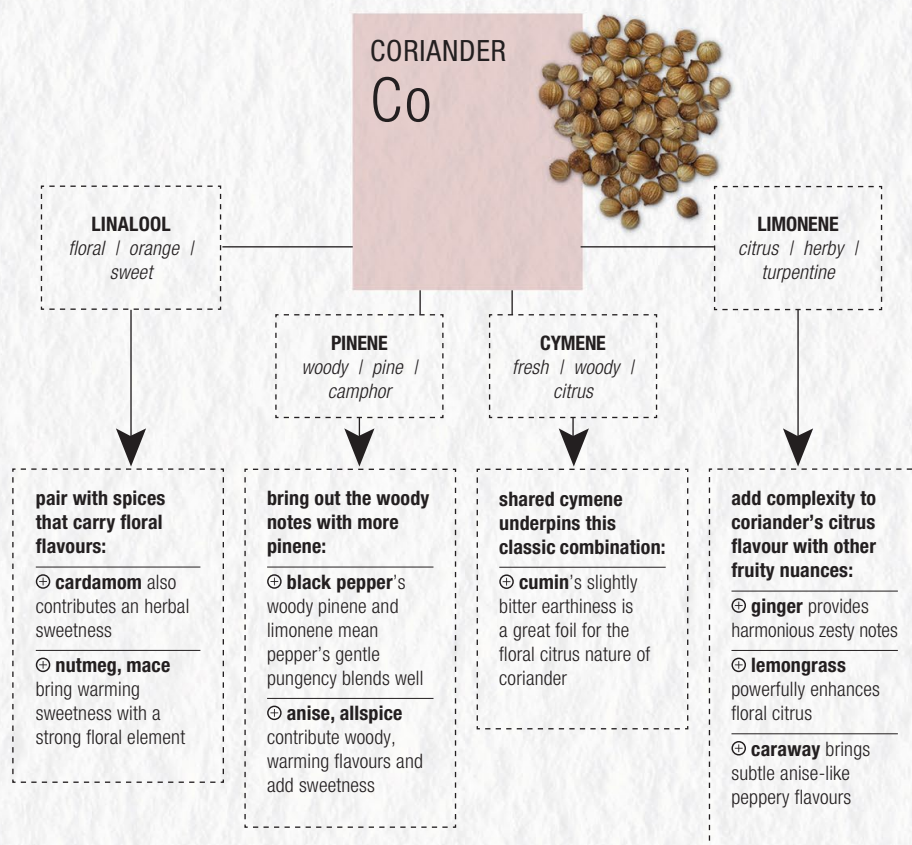 CORIANDER
Co
LINALOOL
floral | orange |
sweet
LIMONENE
citrus | herby |
turpentine
PINENE
woody | pine |
camphor
CYMENE
fresh | woody |
citrus
pair with spices
that carry floral
flavours:
⊕ cardamom also
contributes an herbal
sweetness
⊕ nutmeg, mace
bring warming
sweetness with a
strong floral element
bring out the woody
notes with more
pinene:
⊕ black pepper's
woody pinene and
limonene mean
pepper's gentle
pungency blends well
⊕ anise, allspice
contribute woody,
warming flavours and
add sweetness
shared cymene
underpins this
classic combination:
⊕ cumin's slightly
bitter earthiness is
a great foil for the
floral citrus nature of
coriander
add complexity to
coriander's citrus
flavour with other
fruity nuances:
⊕ ginger provides
harmonious zesty notes
⊕ lemongrass
powerfully enhances
floral citrus
⊕ caraway brings
subtle anise-like
peppery flavours